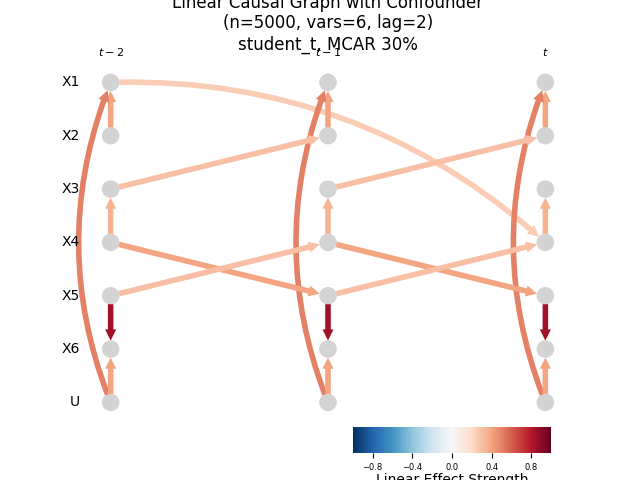 Linear Causal Graph with Confounder
(n=5000, vars=6, lag=2)
student_t, MCAR 30%
t − 2
t − 1
t
X1
X2
X3
X4
X5
X6
U
−0.8 −0.4 0.0 0.4 0.8
Linear Effect Strength